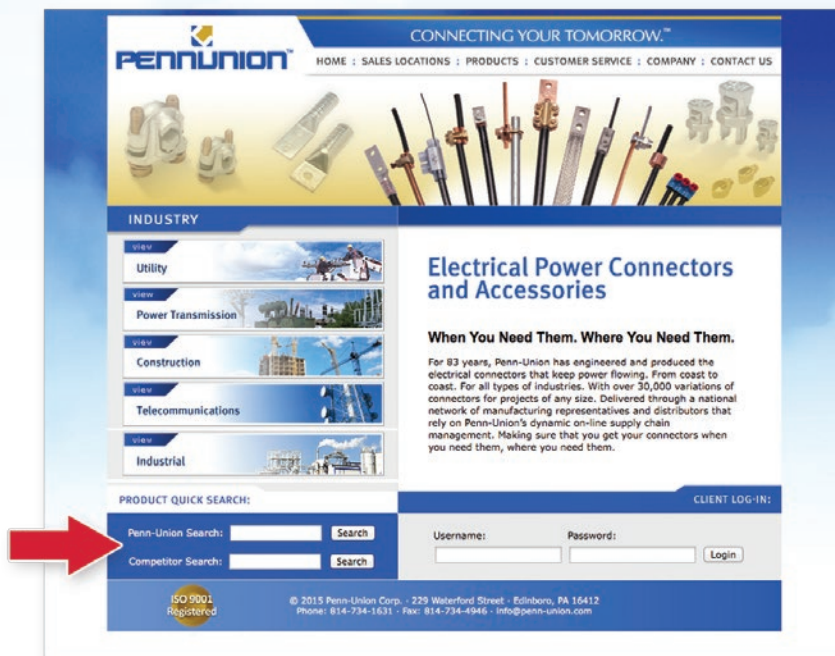 CONNECTING YOUR TOMORROW.™
PENNUNION™
HOME : SALES LOCATIONS : PRODUCTS : CUSTOMER SERVICE : COMPANY : CONTACT US
INDUSTRY
view
Utility
view
Power Transmission
view
Construction
view
Telecommunications
view
Industrial
Electrical Power Connectors
and Accessories
When You Need Them. Where You Need Them.
For 83 years, Penn-Union has engineered and produced the
electrical connectors that keep power flowing. From coast to
coast. For all types of industries. With over 30,000 variations of
connectors for projects of any size. Delivered through a national
network of manufacturing representatives and distributors that
rely on Penn-Union's dynamic on-line supply chain
management. Making sure that you get your connectors when
you need them, where you need them.
PRODUCT QUICK SEARCH:
Penn-Union Search: Search
Competitor Search: Search
CLIENT LOG-IN:
Username: Password:
Login
ISO 9001
Registered
© 2015 Penn-Union Corp. - 229 Waterford Street - Edinboro, PA 16412
Phone: 814-734-1631 - Fax: 814-734-4946 - info@penn-union.com